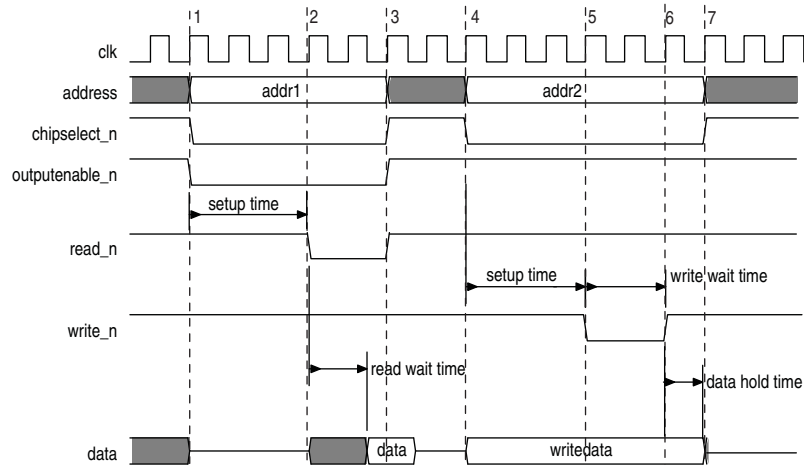 1 2 3 4 5 6 7
clk
address addr1 addr2
chipselect_n
outputenable_n
setup time
read_n
setup time write wait time
write_n
read wait time data hold time
data data writedata